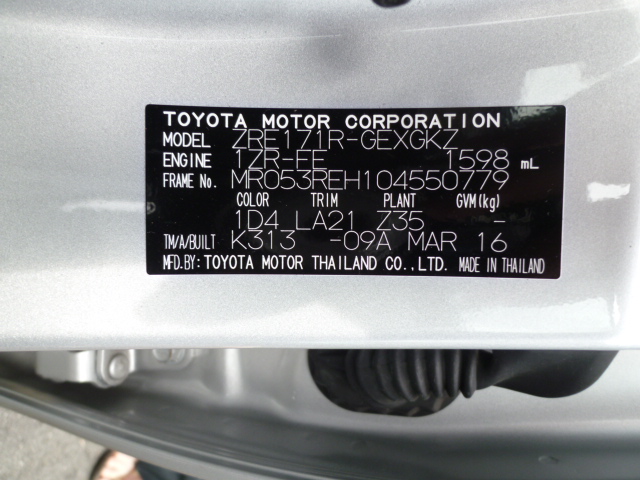 TOYOTA MOTOR CORPORATION
MODEL ZRE171R-GEXGKZ
ENGINE 1ZR-FE 1598 mL
FRAME No. MR053REH104550779
COLOR TRIM PLANT GVM(kg)
1D4 LA21 Z35 -
TM/A/BUILT K313 -09A MAR 16
MFD.BY: TOYOTA MOTOR THAILAND CO.,LTD. MADE IN THAILAND